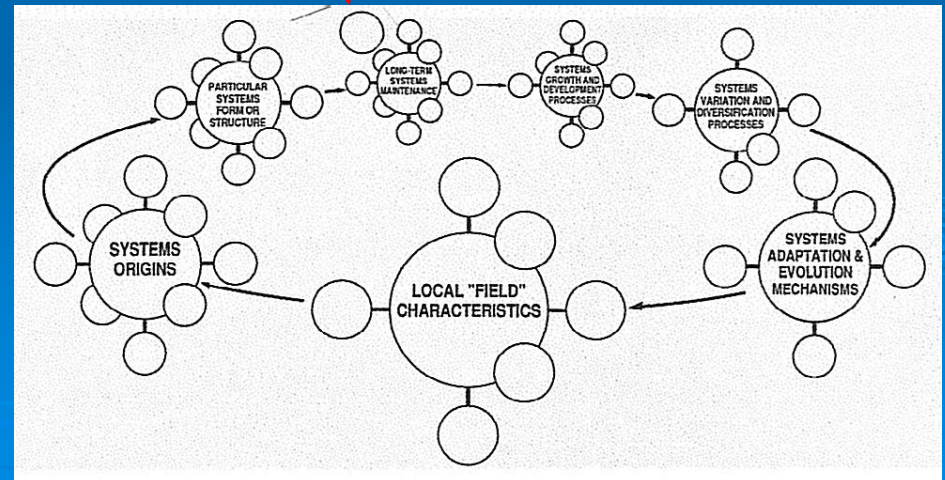 PARTICULAR
SYSTEMS
FORM OR
STRUCTURE
LONG-TERM
SYSTEMS
MAINTENANCE
SYSTEMS
GROWTH AND
DEVELOPMENT
PROCESSES
SYSTEMS
VARIATION AND
DIVERSIFICATION
PROCESSES
SYSTEMS
ADAPTATION &
EVOLUTION
MECHANISMS
LOCAL "FIELD"
CHARACTERISTICS
SYSTEMS
ORIGINS